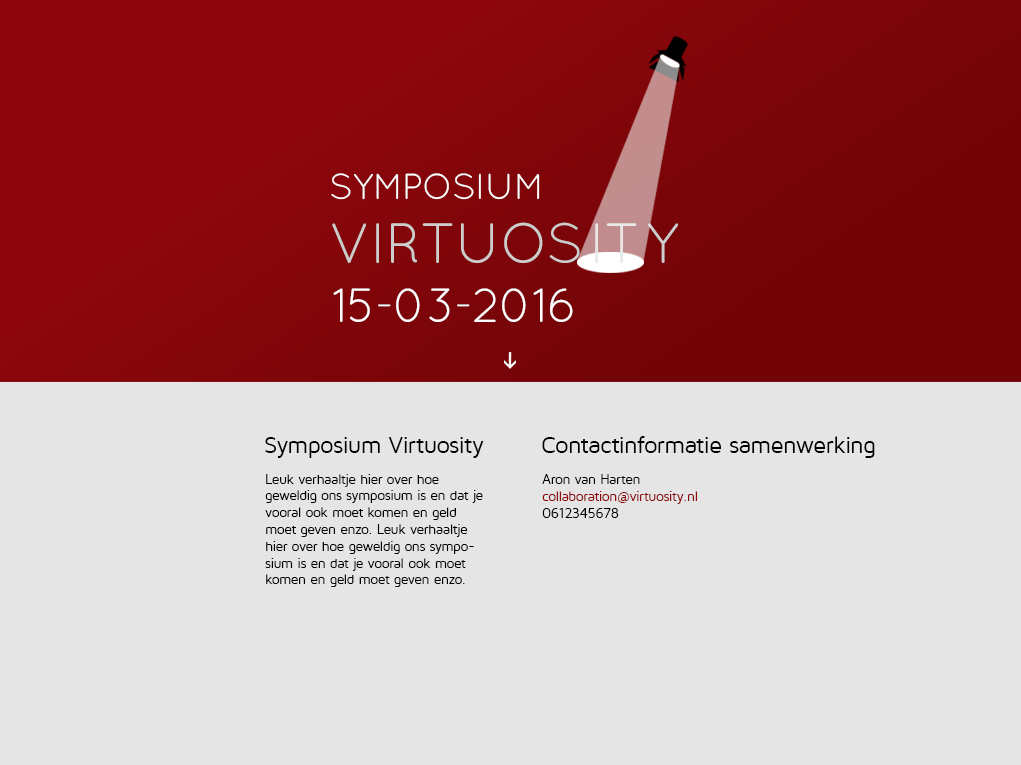 SYMPOSIUM
VIRTUOSITY
15-03-2016
Symposium Virtuosity
Leuk verhaaltje hier over hoe
geweldig ons symposium is en dat je
vooral ook moet komen en geld
moet geven enzo. Leuk verhaaltje
hier over hoe geweldig ons sympo-
sium is en dat je vooral ook moet
komen en geld moet geven enzo.
Contactinformatie samenwerking
Aron van Harten
collaboration@virtuosity.nl
0612345678